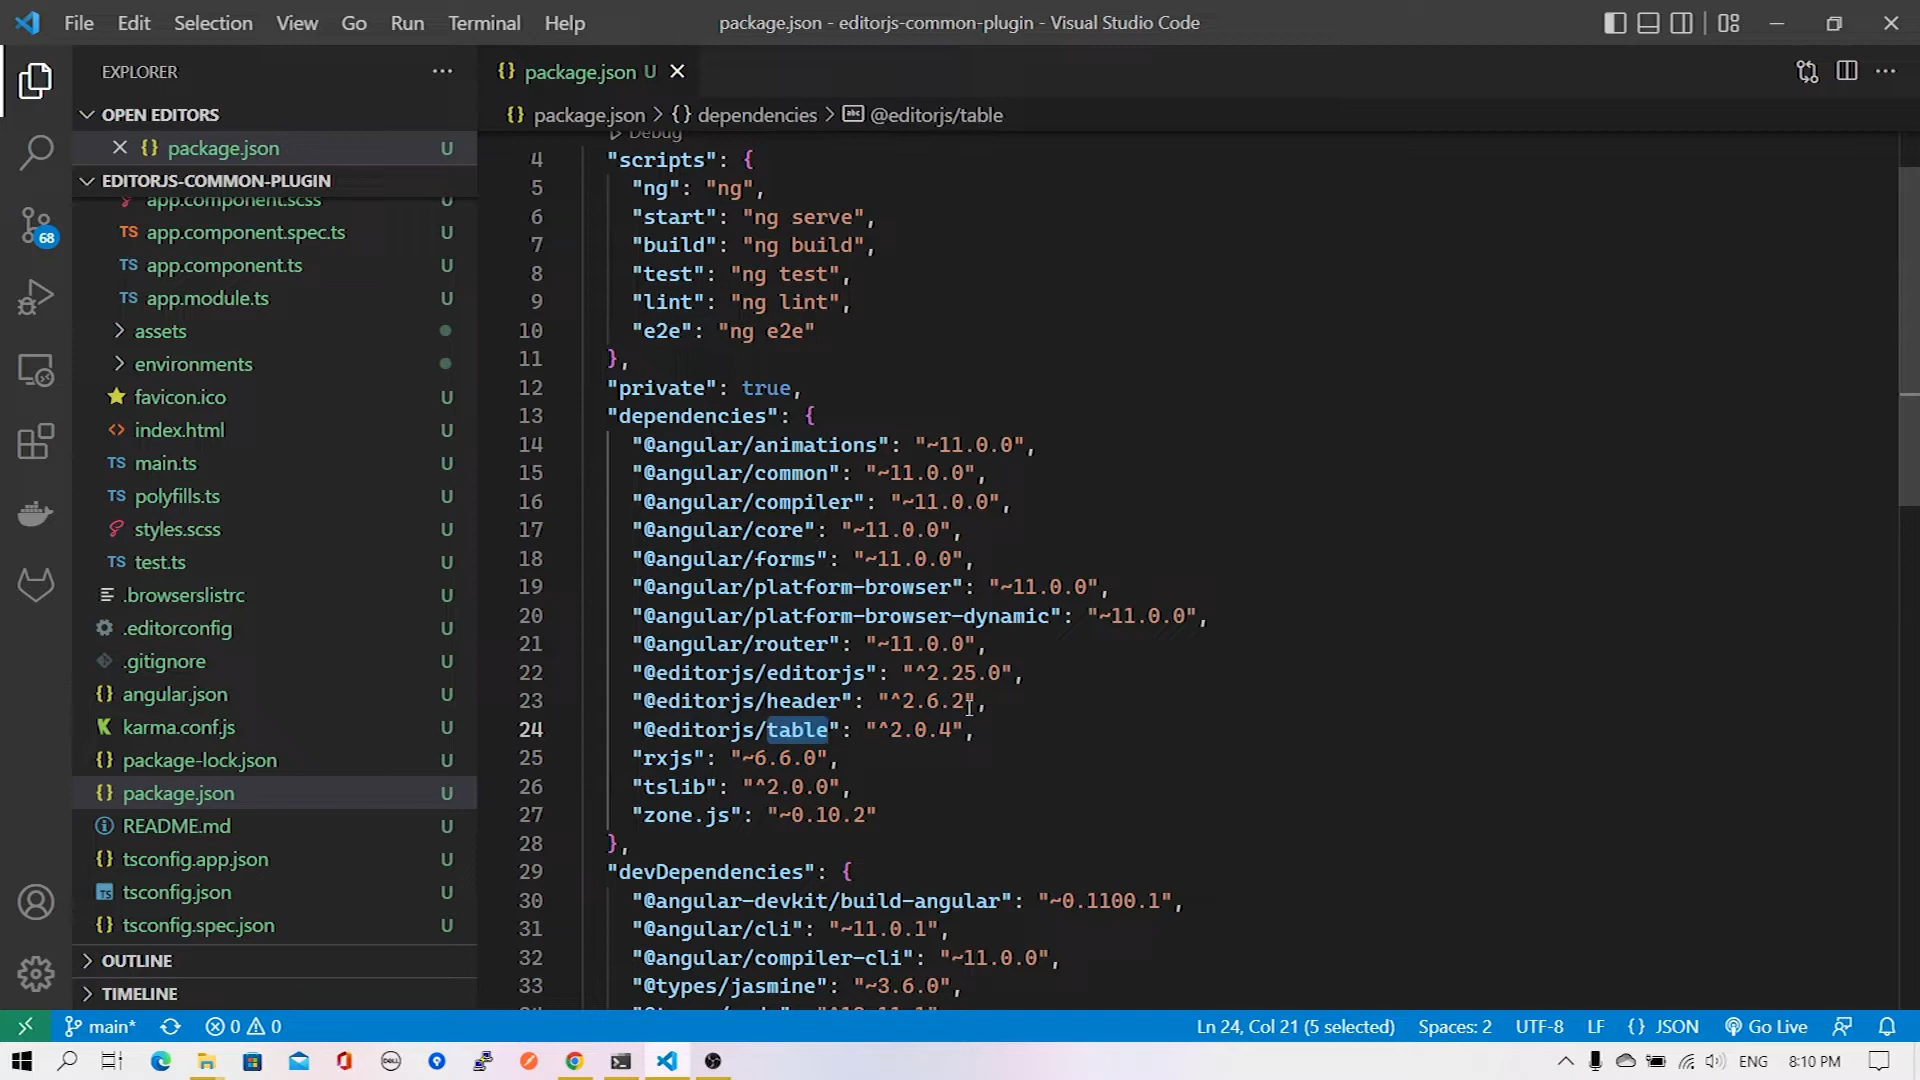 File Edit Selection View Go Run Terminal Help
package.json - editorjs-common-plugin - Visual Studio Code
EXPLORER
OPEN EDITORS
package.json U
EDITORJS-COMMON-PLUGIN
app.component.scss U
TS app.component.spec.ts U
TS app.component.ts U
TS app.module.ts U
assets
environments
favicon.ico U
index.html U
TS main.ts U
TS polyfills.ts U
styles.scss U
TS test.ts U
.browserslistrc U
.editorconfig U
.gitignore U
angular.json U
karma.conf.js U
package-lock.json U
package.json U
README.md U
tsconfig.app.json U
tsconfig.json U
tsconfig.spec.json U
OUTLINE
TIMELINE
68
package.json U
package.json > {} dependencies > abc @editorjs/table
Debug
4 "scripts": {
5 "ng": "ng",
6 "start": "ng serve",
7 "build": "ng build",
8 "test": "ng test",
9 "lint": "ng lint",
10 "e2e": "ng e2e"
11 },
12 "private": true,
13 "dependencies": {
14 "@angular/animations": "~11.0.0",
15 "@angular/common": "~11.0.0",
16 "@angular/compiler": "~11.0.0",
17 "@angular/core": "~11.0.0",
18 "@angular/forms": "~11.0.0",
19 "@angular/platform-browser": "~11.0.0",
20 "@angular/platform-browser-dynamic": "~11.0.0",
21 "@angular/router": "~11.0.0",
22 "@editorjs/editorjs": "^2.25.0",
23 "@editorjs/header": "^2.6.2",
24 "@editorjs/table": "^2.0.4",
25 "rxjs": "~6.6.0",
26 "tslib": "^2.0.0",
27 "zone.js": "~0.10.2"
28 },
29 "devDependencies": {
30 "@angular-devkit/build-angular": "~0.1100.1",
31 "@angular/cli": "~11.0.1",
32 "@angular/compiler-cli": "~11.0.0",
33 "@types/jasmine": "~3.6.0",
main* 0 0
Ln 24, Col 21 (5 selected) Spaces: 2 UTF-8 LF {} JSON Go Live
DELL
ENG 8:10 PM